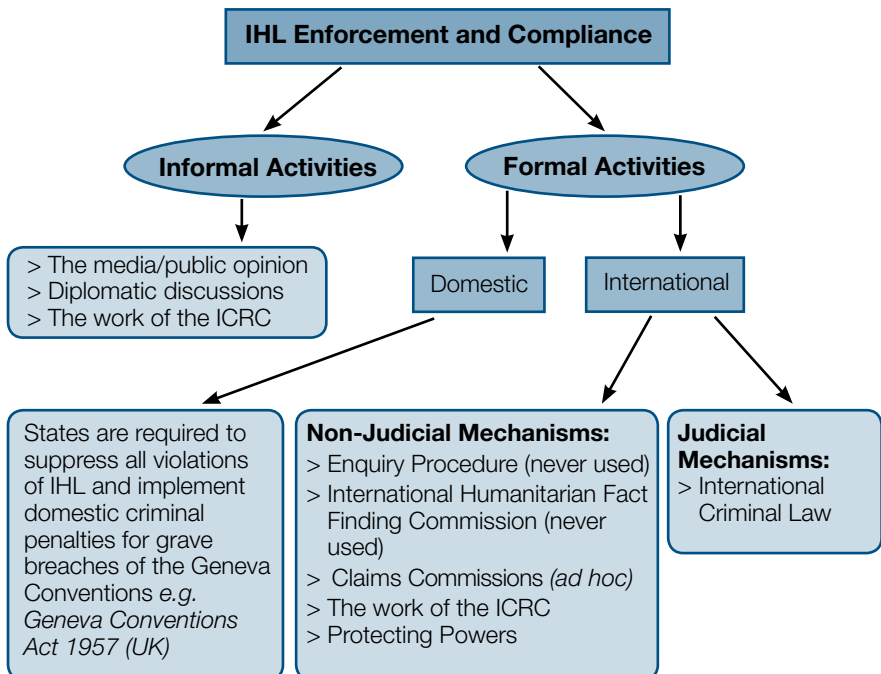 IHL Enforcement and Compliance
Informal Activities
Formal Activities
> The media/public opinion
> Diplomatic discussions
> The work of the ICRC
Domestic
International
States are required to
suppress all violations
of IHL and implement
domestic criminal
penalties for grave
breaches of the Geneva
Conventions e.g.
Geneva Conventions
Act 1957 (UK)
Non-Judicial Mechanisms:
> Enquiry Procedure (never used)
> International Humanitarian Fact
Finding Commission (never
used)
> Claims Commissions (ad hoc)
> The work of the ICRC
> Protecting Powers
Judicial
Mechanisms:
> International
Criminal Law